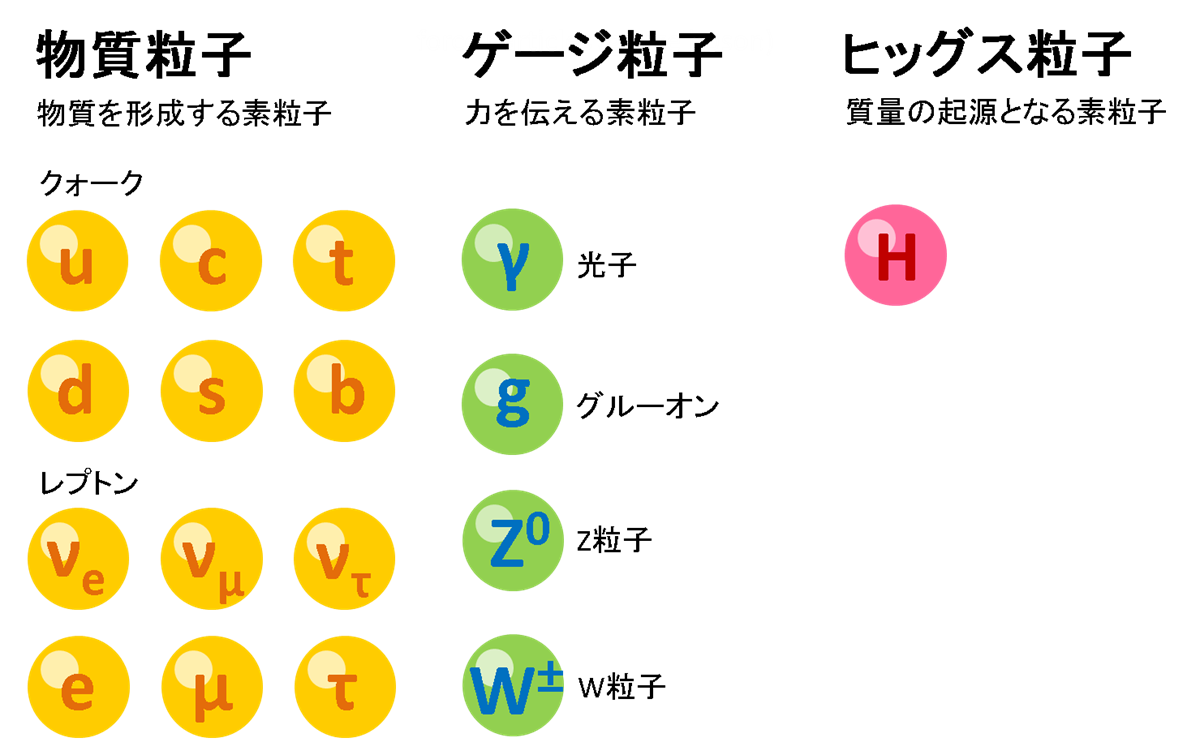 物質粒子
物質を形成する素粒子
クォーク
u c t
d s b
レプトン
νe νμ ντ
e μ τ
ゲージ粒子
力を伝える素粒子
γ 光子
g グルーオン
Z0 Z粒子
W± W粒子
ヒッグス粒子
質量の起源となる素粒子
H